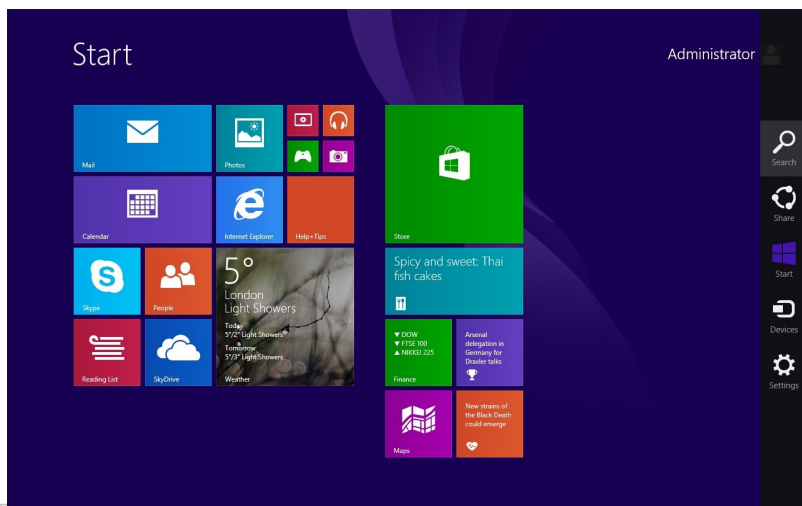 Start
Administrator
Mail
Photos
Calendar
Internet Explorer
Help+Tips
Skype
People
5°
London
Light Showers
Today
5°/2° Light Showers
Tomorrow
5°/3° Light Showers
Weather
Reading List
SkyDrive
Store
Spicy and sweet: Thai
fish cakes
▼ DOW
▼ FTSE 100
▲ NIKKEI 225
Finance
Arsenal
delegation in
Germany for
Draxler talks
Maps
New strains of
the Black Death
could emerge
Search
Share
Start
Devices
Settings